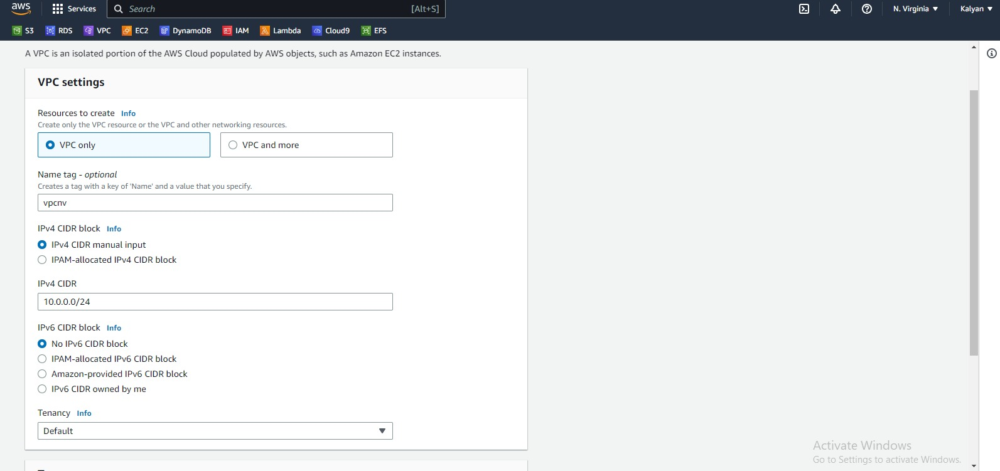 aws
Services
Search [Alt+S]
N. Virginia
Kalyan
S3 RDS VPC EC2 DynamoDB IAM Lambda Cloud9 EFS
A VPC is an isolated portion of the AWS Cloud populated by AWS objects, such as Amazon EC2 instances.
VPC settings
Resources to create Info
Create only the VPC resource or the VPC and other networking resources.
VPC only
VPC and more
Name tag - optional
Creates a tag with a key of 'Name' and a value that you specify.
vpcnv
IPv4 CIDR block Info
IPv4 CIDR manual input
IPAM-allocated IPv4 CIDR block
IPv4 CIDR
10.0.0.0/24
IPv6 CIDR block Info
No IPv6 CIDR block
IPAM-allocated IPv6 CIDR block
Amazon-provided IPv6 CIDR block
IPv6 CIDR owned by me
Tenancy Info
Default
Activate Windows
Go to Settings to activate Windows.